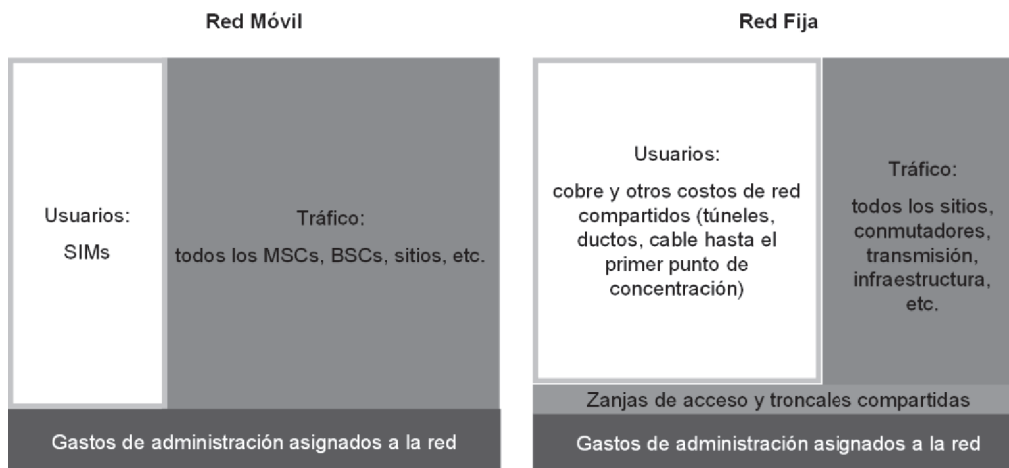 Red Móvil
Usuarios:
SIMs
Tráfico:
todos los MSCs, BSCs, sitios, etc.
Gastos de administración asignados a la red
Red Fija
Usuarios:
cobre y otros costos de red
compartidos (túneles,
ductos, cable hasta el
primer punto de
concentración)
Tráfico:
todos los sitios,
conmutadores,
transmisión,
infraestructura,
etc.
Zanjas de acceso y troncales compartidas
Gastos de administración asignados a la red